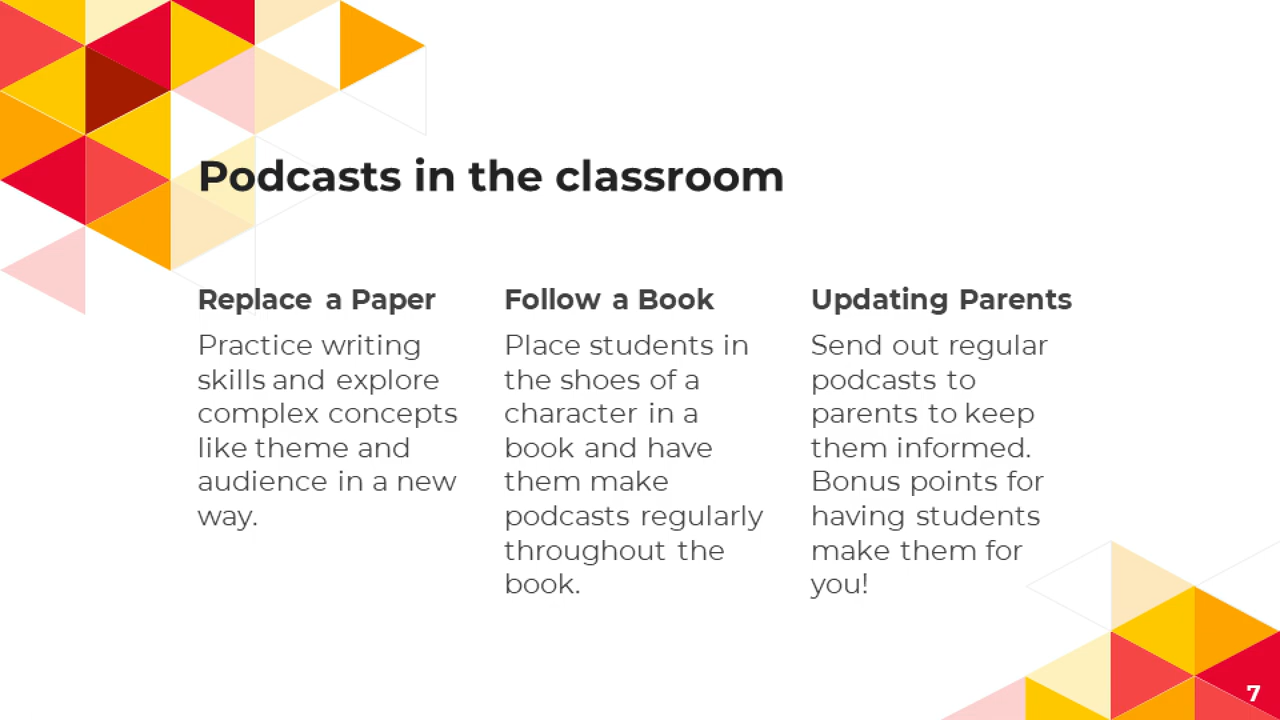 Podcasts in the classroom
Replace a Paper
Practice writing
skills and explore
complex concepts
like theme and
audience in a new
way.
Follow a Book
Place students in
the shoes of a
character in a
book and have
them make
podcasts regularly
throughout the
book.
Updating Parents
Send out regular
podcasts to
parents to keep
them informed.
Bonus points for
having students
make them for
you!
7